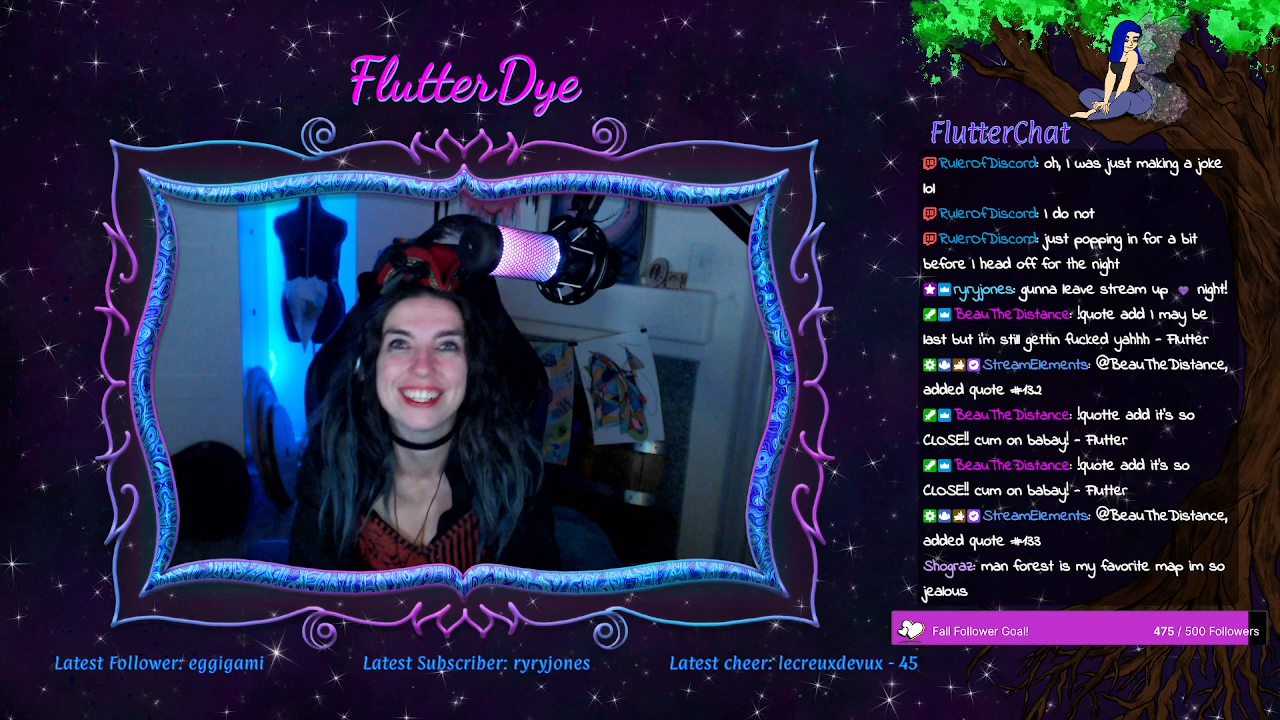 FlutterDye
FlutterChat
RulerOfDiscord: oh, I was just making a joke
lol
RulerOfDiscord: I do not
RulerOfDiscord: just popping in for a bit
before I head off for the night
ryryjones: gunna leave stream up 💜 night!
BeauTheDistance: !quote add I may be
last but i'm still gettin fucked yahhh - Flutter
StreamElements: @BeauTheDistance,
added quote #132
BeauTheDistance: !quotte add it's so
CLOSE!! cum on babay! - Flutter
BeauTheDistance: !quote add it's so
CLOSE!! cum on babay! - Flutter
StreamElements: @BeauTheDistance,
added quote #133
Shograz: man forest is my favorite map im so
jealous
Fall Follower Goal! 475 / 500 Followers
Latest Follower: eggigami
Latest Subscriber: ryryjones
Latest cheer: lecreuxdevux - 45